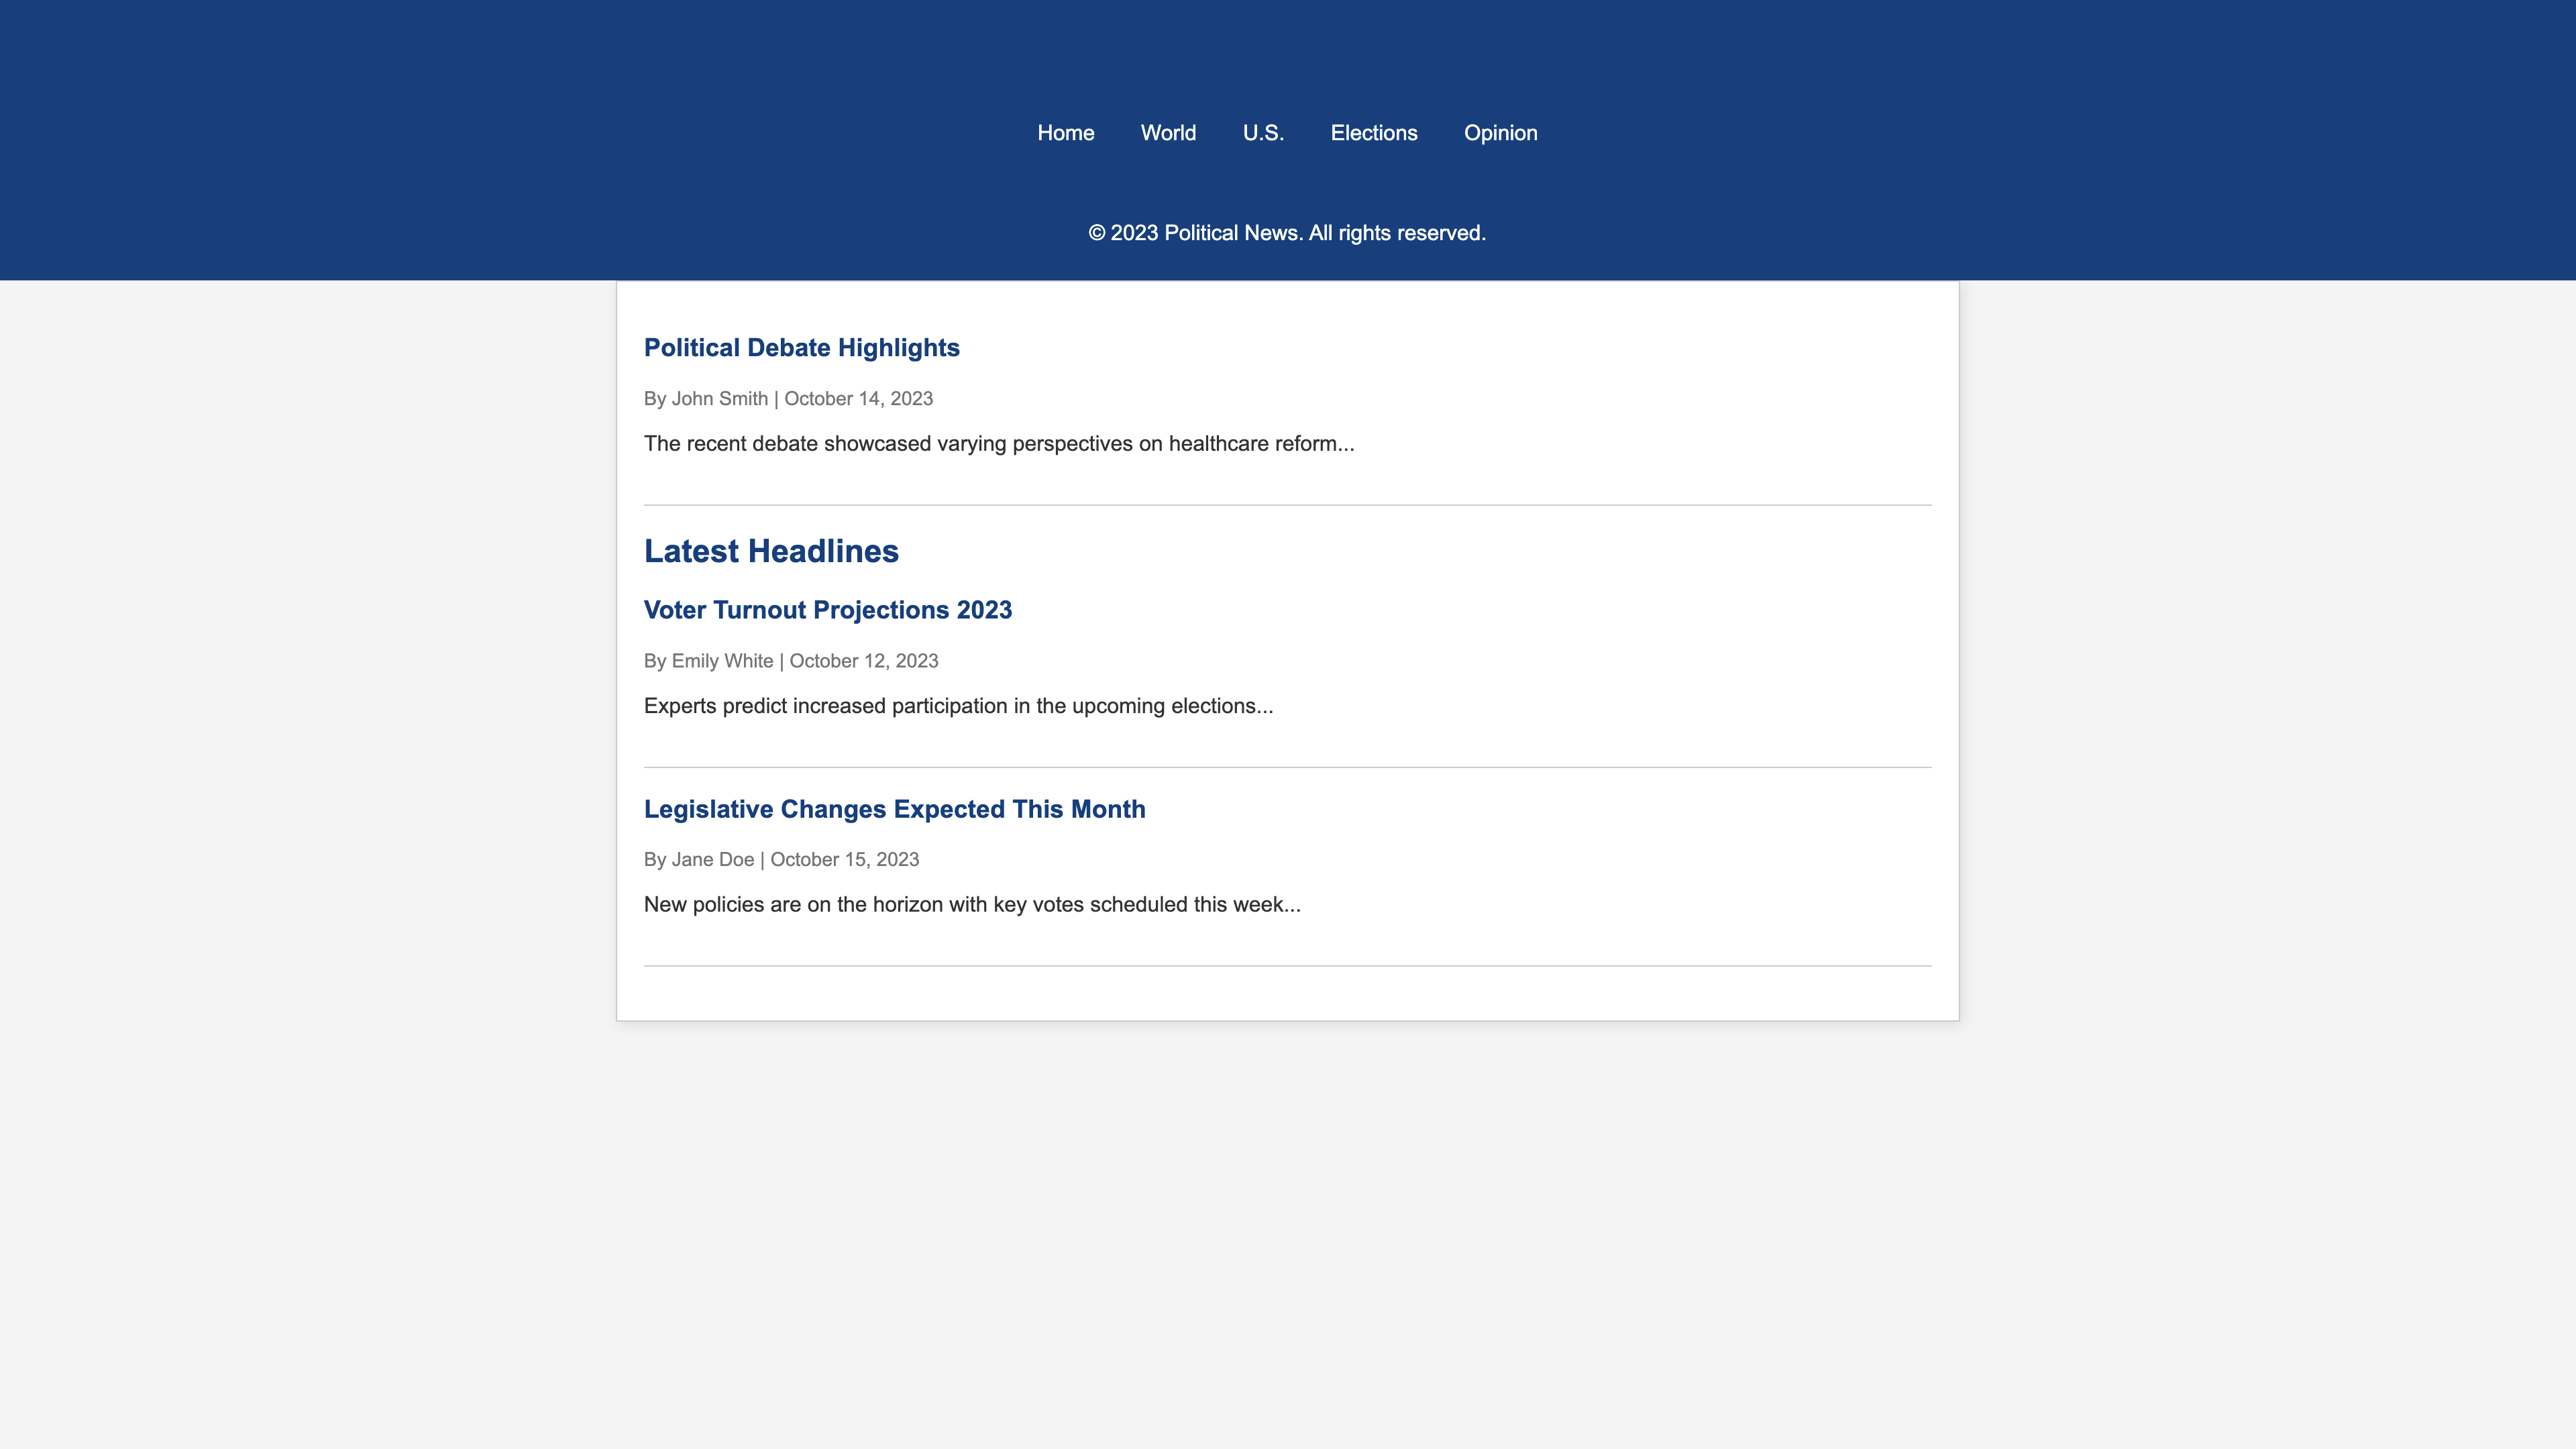 Home World U.S. Elections Opinion
© 2023 Political News. All rights reserved.
Political Debate Highlights
By John Smith | October 14, 2023
The recent debate showcased varying perspectives on healthcare reform...
Latest Headlines
Voter Turnout Projections 2023
By Emily White | October 12, 2023
Experts predict increased participation in the upcoming elections...
Legislative Changes Expected This Month
By Jane Doe | October 15, 2023
New policies are on the horizon with key votes scheduled this week...